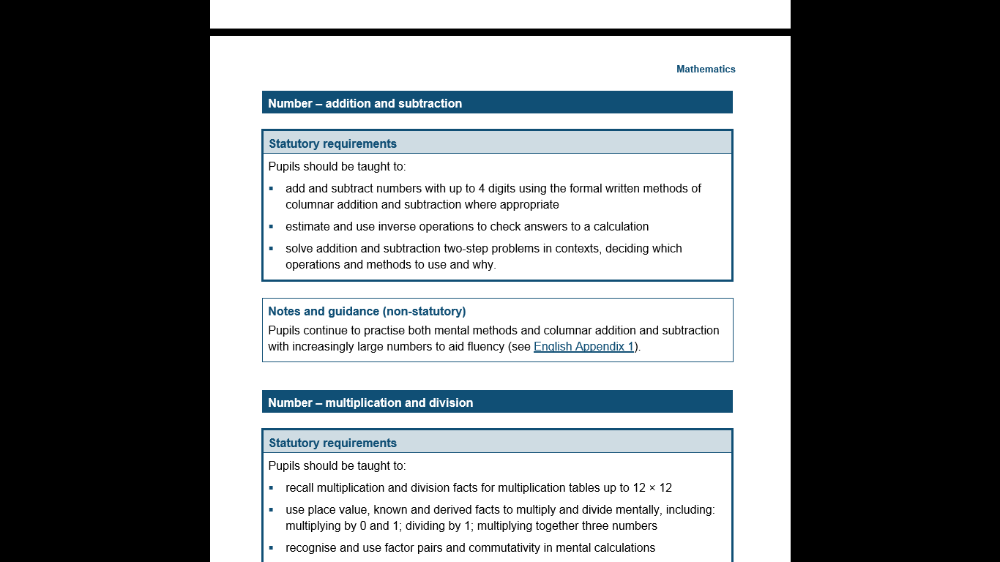 Mathematics
Number – addition and subtraction
Statutory requirements
Pupils should be taught to:
▪ add and subtract numbers with up to 4 digits using the formal written methods of
columnar addition and subtraction where appropriate
▪ estimate and use inverse operations to check answers to a calculation
▪ solve addition and subtraction two-step problems in contexts, deciding which
operations and methods to use and why.
Notes and guidance (non-statutory)
Pupils continue to practise both mental methods and columnar addition and subtraction
with increasingly large numbers to aid fluency (see English Appendix 1).
Number – multiplication and division
Statutory requirements
Pupils should be taught to:
▪ recall multiplication and division facts for multiplication tables up to 12 × 12
▪ use place value, known and derived facts to multiply and divide mentally, including:
multiplying by 0 and 1; dividing by 1; multiplying together three numbers
▪ recognise and use factor pairs and commutativity in mental calculations